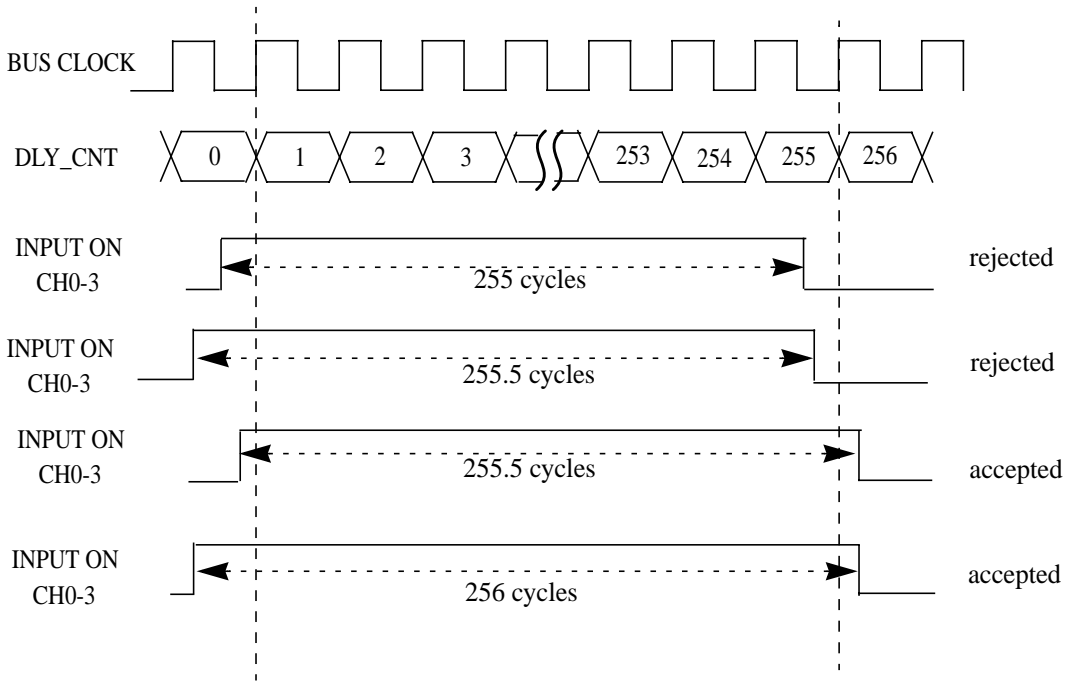 BUS CLOCK
DLY_CNT 0 1 2 3 253 254 255 256
INPUT ON
CH0-3
255 cycles
rejected
INPUT ON
CH0-3
255.5 cycles
rejected
INPUT ON
CH0-3
255.5 cycles
accepted
INPUT ON
CH0-3
256 cycles
accepted